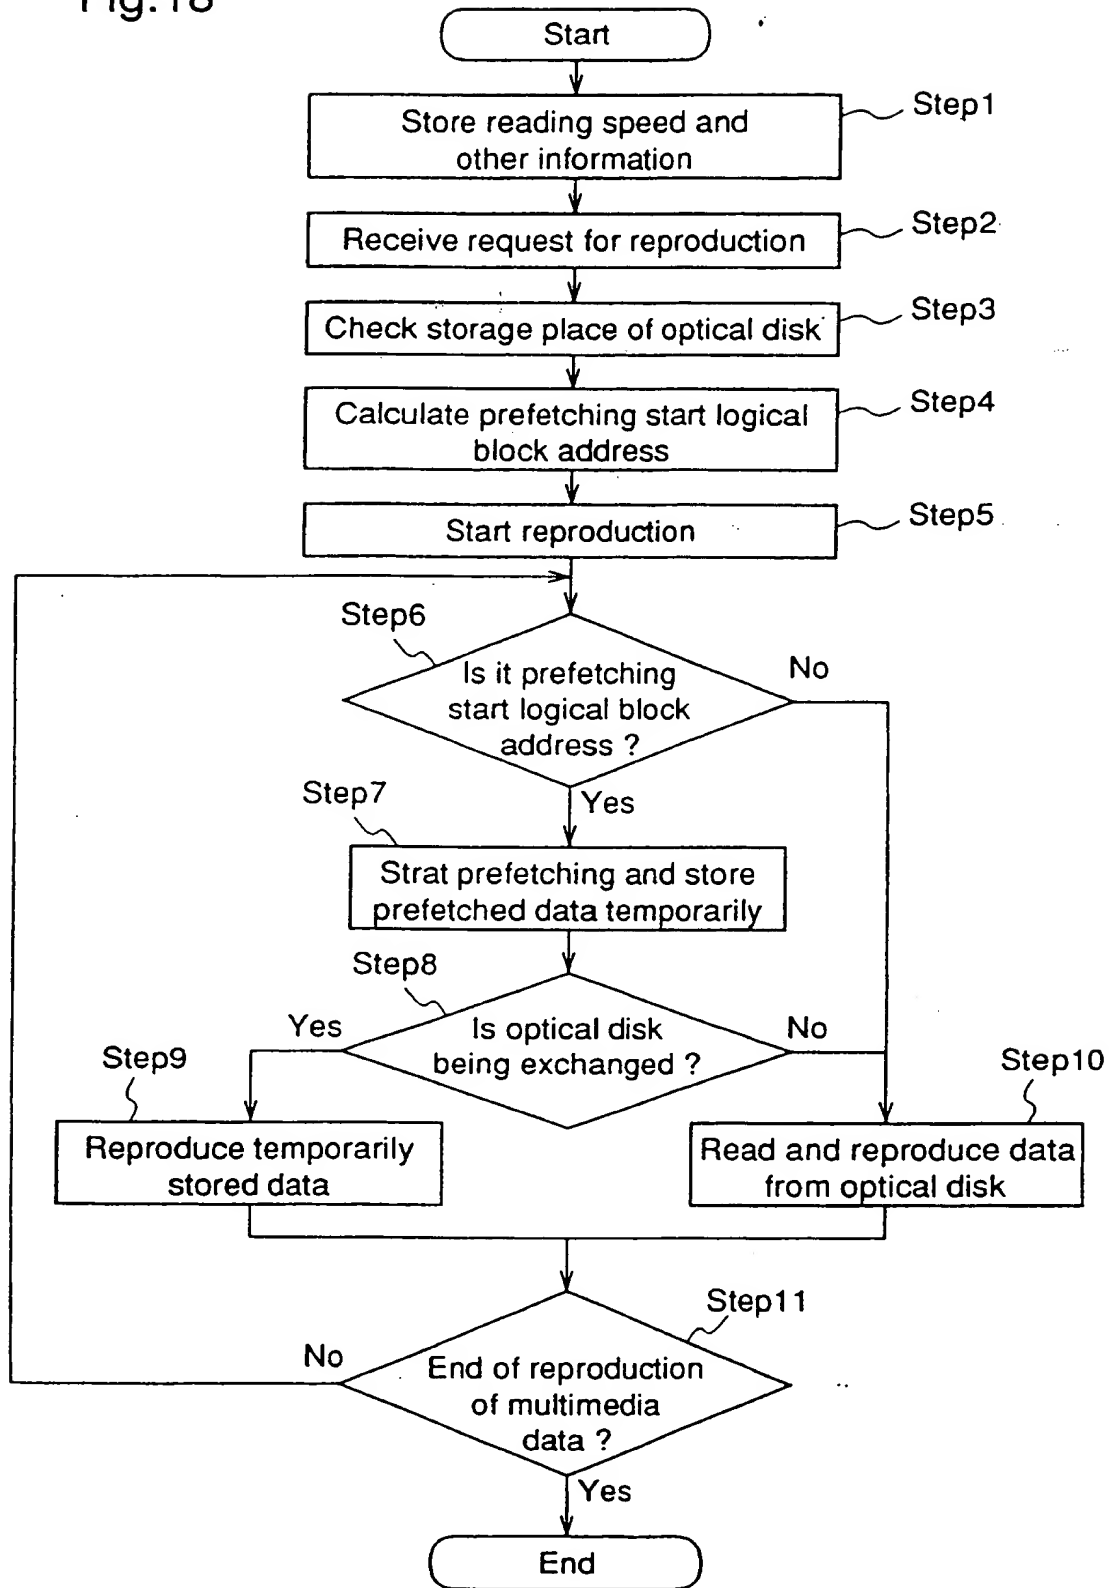 Start
Step1
Store reading speed and
other information
Step2
Receive request for reproduction
Step3
Check storage place of optical disk
Step4
Calculate prefetching start logical
block address
Step5
Start reproduction
Step6
Is it prefetching
start logical block
address ?
No
Yes
Step7
Strat prefetching and store
prefetched data temporarily
Step8
Is optical disk
being exchanged ?
Yes
No
Step9
Reproduce temporarily
stored data
Step10
Read and reproduce data
from optical disk
Step11
End of reproduction
of multimedia
data ?
No
Yes
End